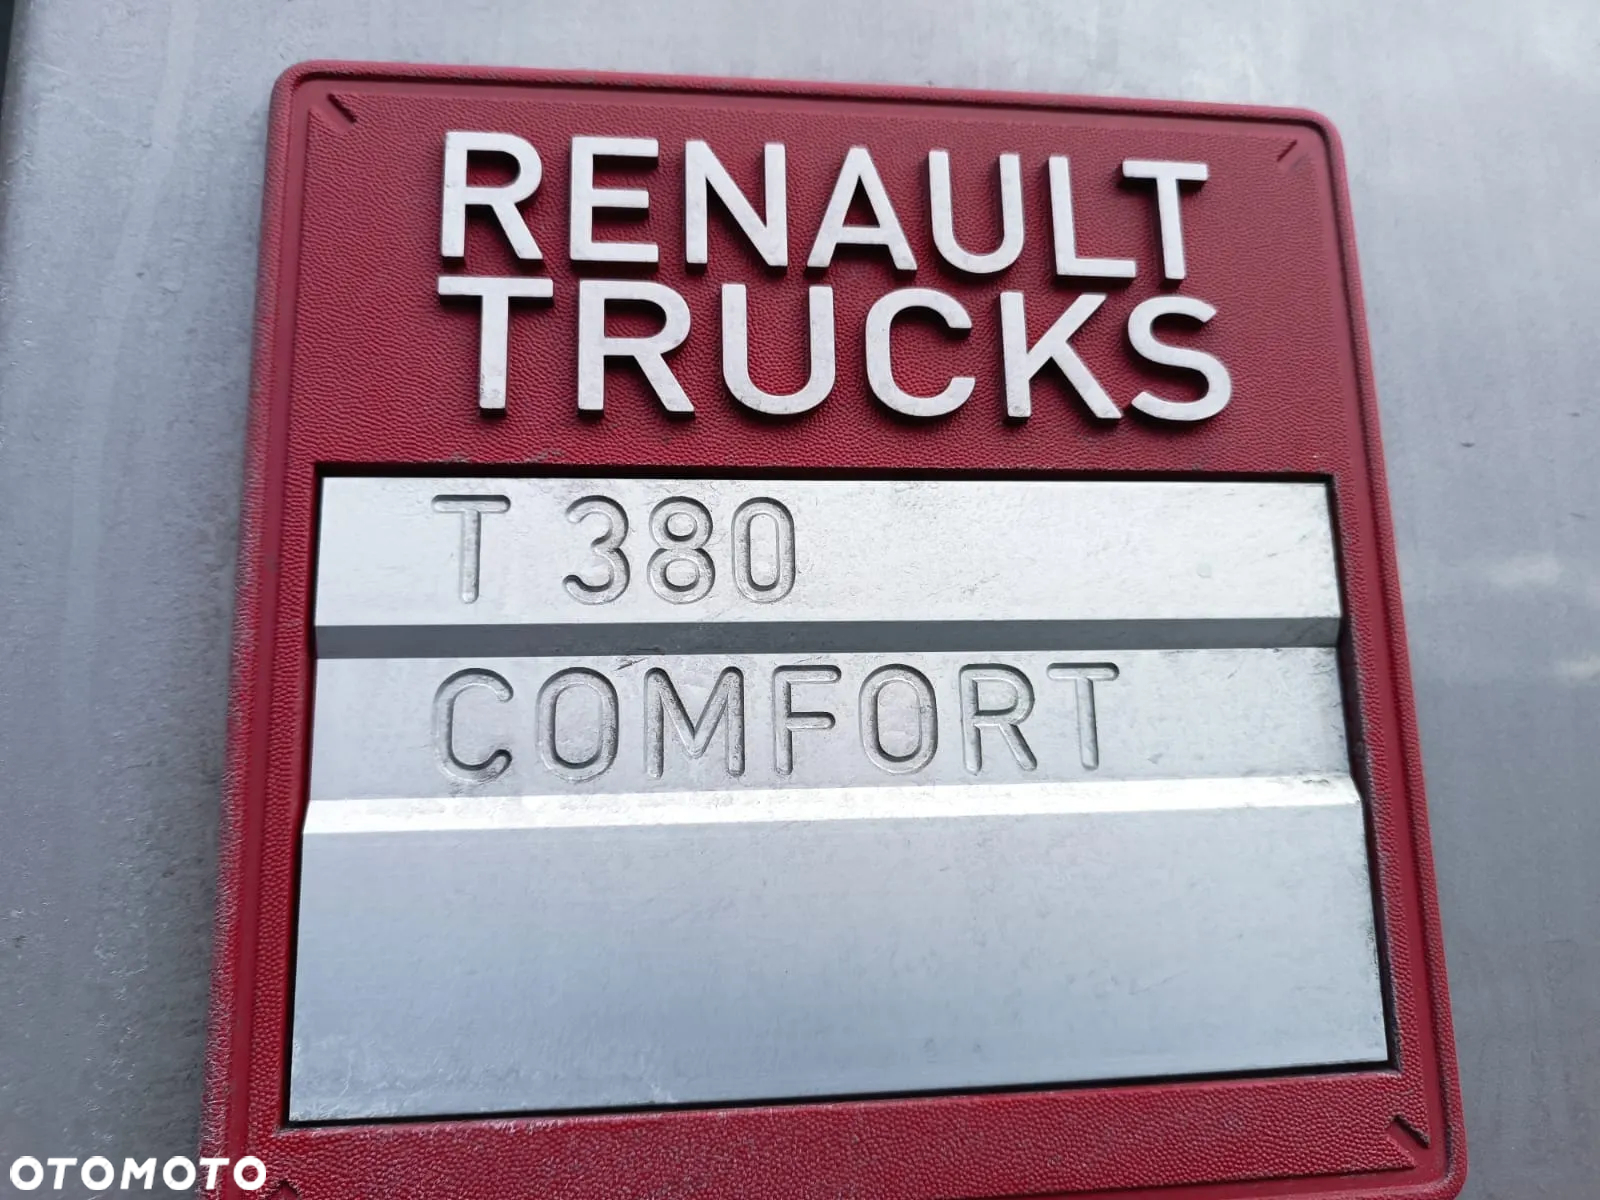 RENAULT
TRUCKS
T 380
COMFORT
OTOMOTO